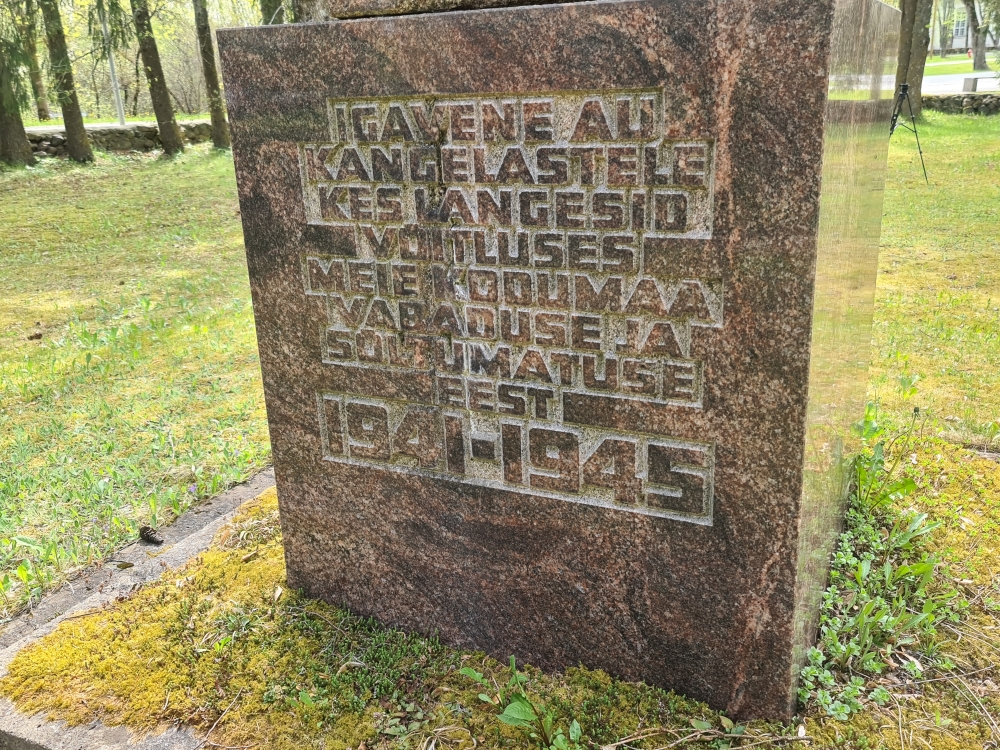 IGAVENE AU
KANGELASTELE
KES LANGESID
VÕITLUSES
MEIE KODUMAA
VABADUSE JA
SÕLTUMATUSE
EEST
1941-1945